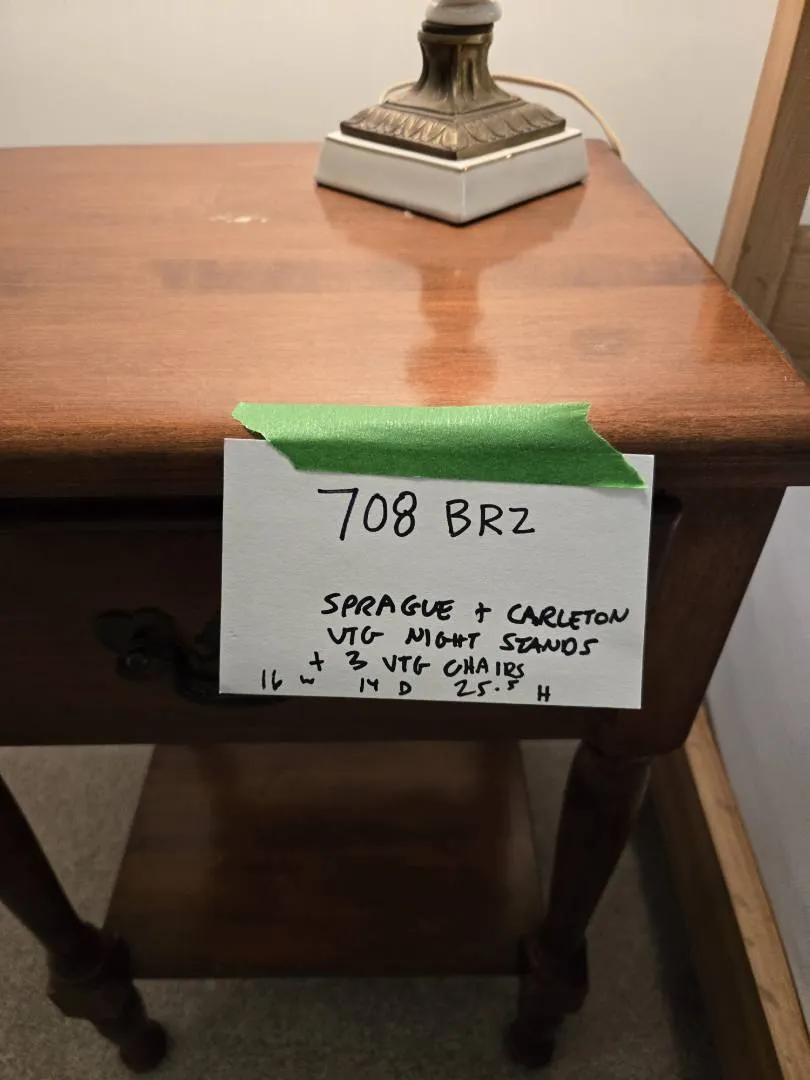 708 BRZ
SPRAGUE + CARLETON
VTG NIGHT STANDS
+ 3 VTG CHAIRS
16 W 14 D 25.5 H